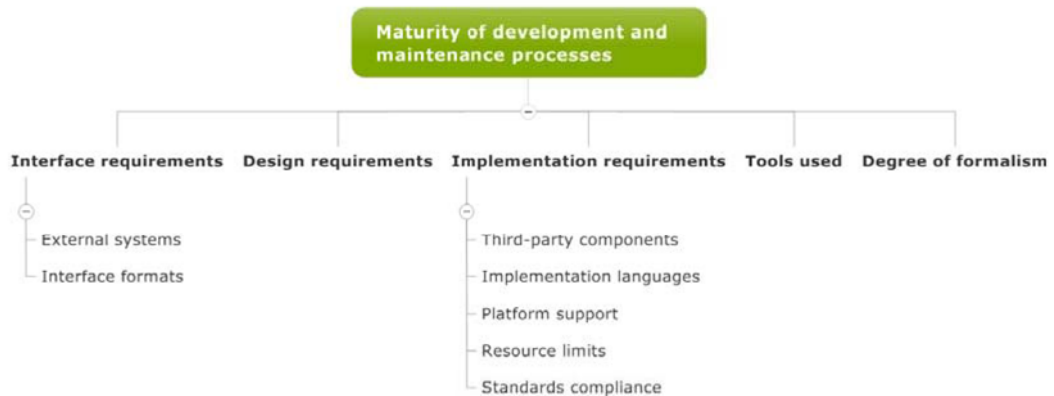 Maturity of development and
maintenance processes
Interface requirements
Design requirements
Implementation requirements
Tools used
Degree of formalism
External systems
Interface formats
Third-party components
Implementation languages
Platform support
Resource limits
Standards compliance